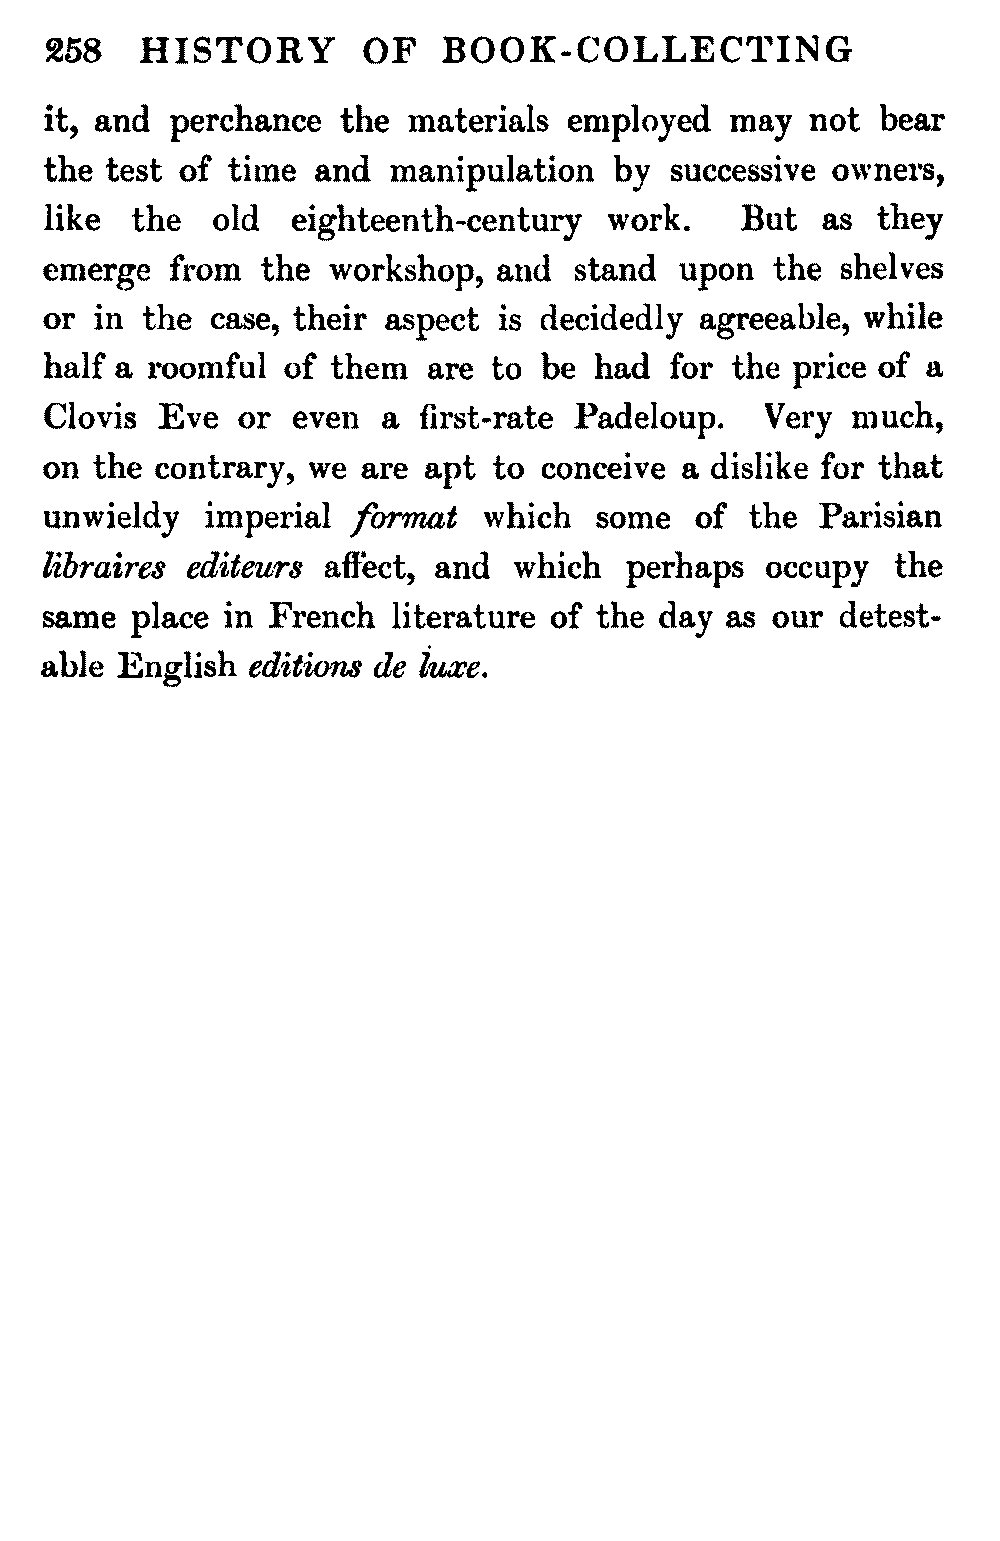 258 HISTORY OF BOOK-COLLECTING
it, and perchance the materials employed may not bear
the test of time and manipulation by successive owners,
like the old eighteenth-century work. But as they
emerge from the workshop, and stand upon the shelves
or in the case, their aspect is decidedly agreeable, while
half a roomful of them are to be had for the price of a
Clovis Eve or even a first-rate Padeloup. Very much,
on the contrary, we are apt to conceive a dislike for that
unwieldy imperial format which some of the Parisian
libraires editeurs affect, and which perhaps occupy the
same place in French literature of the day as our detest-
able English editions de luxe.